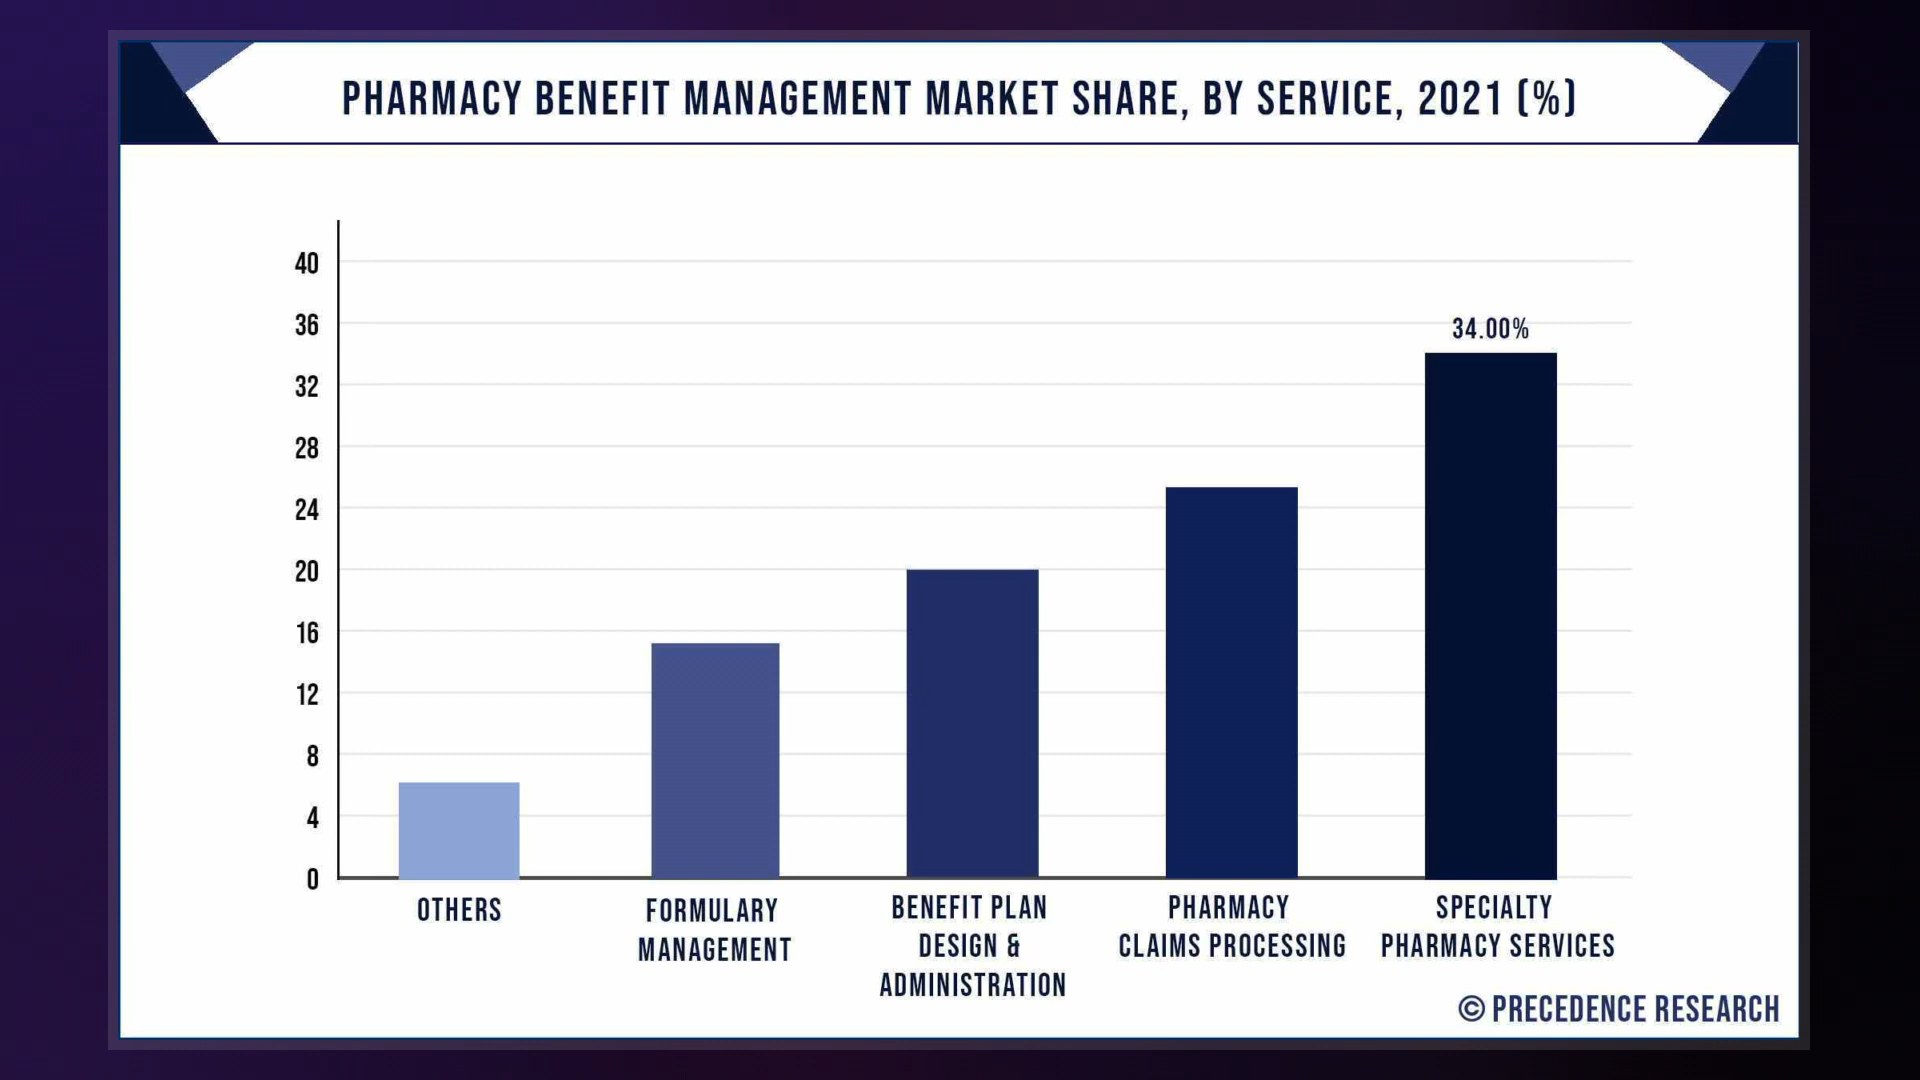 PHARMACY BENEFIT MANAGEMENT MARKET SHARE, BY SERVICE, 2021 (%)
40
36
32
28
24
20
16
12
8
4
0
34.00%
OTHERS
FORMULARY
MANAGEMENT
BENEFIT PLAN
DESIGN &
ADMINISTRATION
PHARMACY
CLAIMS PROCESSING
SPECIALTY
PHARMACY SERVICES
© PRECEDENCE RESEARCH